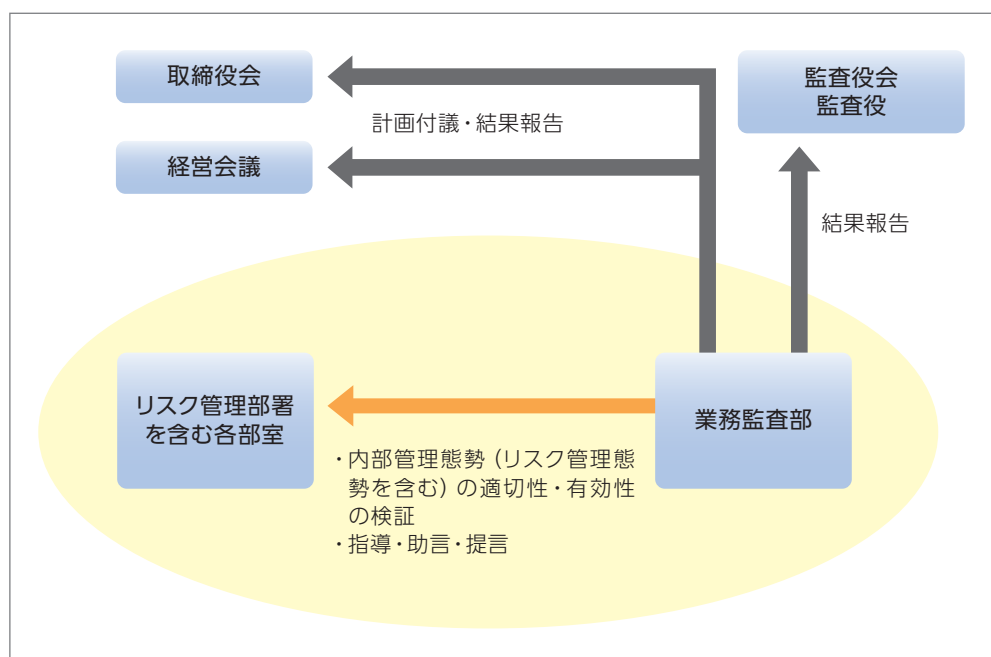 取締役会
計画付議・結果報告
経営会議
監査役会
監査役
結果報告
リスク管理部署
を含む各部室
業務監査部
・内部管理態勢（リスク管理態
勢を含む）の適切性・有効性
の検証
・指導・助言・提言